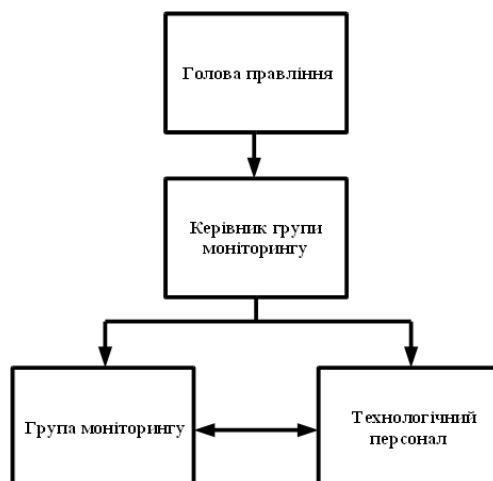 Голова правління
Керівник групи
моніторингу
Група моніторингу
Технологічний
персонал